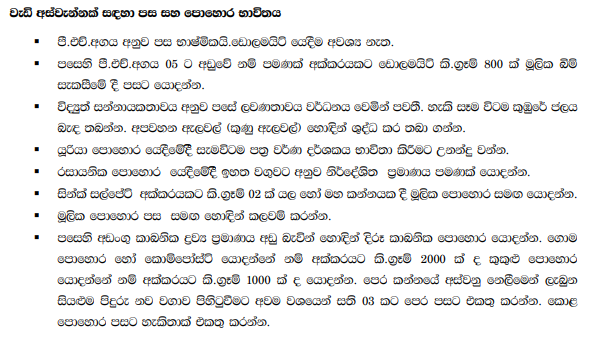 වැඩි අස්වැන්නක් සඳහා පස සහ පොහොර භාවිතය
▪ පී.එච්.අගය අනුව පස භාෂ්මිකයි.ඩොලමයිට් යෙදීම අවශ්‍ය නැත.
▪ පසෙහි පී.එච්.අගය 05 ට අඩුවේ නම් පමණක් අක්කරයකට ඩොලමයිට් කි.ග්‍රෑම් 800 ක් මූලික බිම්
සැකසීමේ දී පසට යොදන්න.
▪ විද්‍යුත් සන්නායකතාවය අනුව පසේ ලවණතාවය වර්ධනය වෙමින් පවතී. හැකි සෑම විටම කුඹුරේ ජලය
බැඳ තබන්න. අපවහන ඇලවල් (කුණු ඇලවල්) හොඳින් ශුද්ධ කර තබා ගන්න.
▪ යූරියා පොහොර යෙදීමේදී සැමවිටම පත්‍ර වර්ණ දර්ශකය භාවිතා කිරීමට උනන්දු වන්න.
▪ රසායනික පොහොර යෙදීමේදී ඉහත වගුවට අනුව නිර්දේශිත ප්‍රමාණය පමණක් යොදන්න.
▪ සින්ක් සල්පේට් අක්කරයකට කි.ග්‍රෑම් 02 ක් යල හෝ මහ කන්නයක දී මූලික පොහොර සමඟ යොදන්න.
▪ මූලික පොහොර පස සමඟ හොඳින් කලවම් කරන්න.
▪ පසෙහි අඩංගු කාබනික ද්‍රව්‍ය ප්‍රමාණය අඩු බැවින් හොඳින් දිරූ කාබනික පොහොර යොදන්න. ගොම
පොහොර හෝ කොම්පෝස්ට් යොදන්නේ නම් අක්කරයකට කි.ග්‍රෑම් 2000 ක් ද කුකුළු පොහොර
යොදන්නේ නම් අක්කරයකට කි.ග්‍රෑම් 1000 ක් ද යොදන්න. පෙර කන්නයේ අස්වනු නෙලීමෙන් ලැබුන
සියළුම පිදුරු නව වගාව පිහිටුවීමට අවම වශයෙන් සති 03 කට පෙර පසට එකතු කරන්න. කොළ
පොහොර පසට හැකිතාක් එකතු කරන්න.